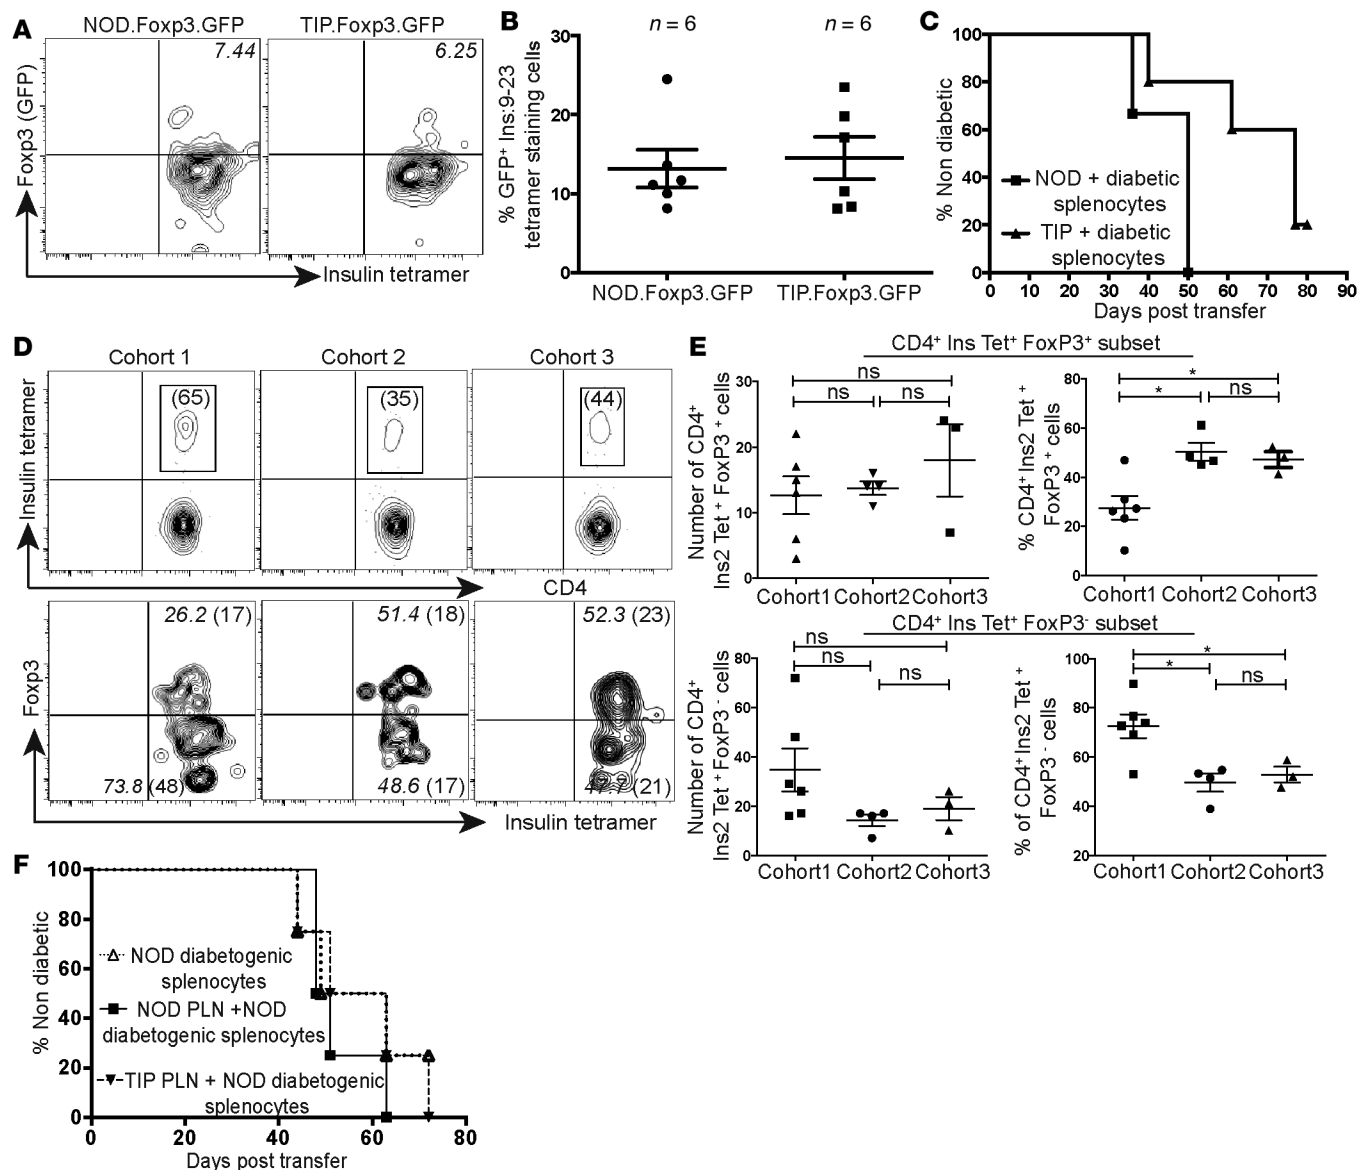 A
NOD.Foxp3.GFP
TIP.Foxp3.GFP
7.44
6.25
Foxp3 (GFP)
Insulin tetramer
B
n = 6
n = 6
% GFP⁺ Ins:9-23
tetramer staining cells
30
20
10
0
NOD.Foxp3.GFP
TIP.Foxp3.GFP
C
% Non diabetic
100
80
60
40
20
0
NOD + diabetic
splenocytes
TIP + diabetic
splenocytes
0 10 20 30 40 50 60 70 80 90
Days post transfer
D
Cohort 1
Cohort 2
Cohort 3
(65)
(35)
(44)
Insulin tetramer
CD4
26.2 (17)
51.4 (18)
52.3 (23)
Foxp3
73.8 (48)
48.6 (17)
(21)
Insulin tetramer
E
CD4⁺ Ins Tet⁺ FoxP3⁺ subset
Number of CD4⁺
Ins2 Tet⁺ FoxP3⁺ cells
30
20
10
0
ns
ns
ns
Cohort1 Cohort2 Cohort3
% CD4⁺ Ins2 Tet⁺
FoxP3⁺ cells
80
60
40
20
0
*
*
ns
Cohort1 Cohort2 Cohort3
CD4⁺ Ins Tet⁺ FoxP3⁻ subset
Number of CD4⁺
Ins2 Tet⁺ FoxP3⁻ cells
80
60
40
20
0
ns
ns
ns
Cohort1 Cohort2 Cohort3
% of CD4⁺ Ins2 Tet⁺
FoxP3⁻ cells
100
80
60
40
20
*
*
ns
Cohort1 Cohort2 Cohort3
F
% Non diabetic
100
80
60
40
20
0
NOD diabetogenic
splenocytes
NOD PLN +NOD
diabetogenic splenocytes
TIP PLN + NOD diabetogenic
splenocytes
0 20 40 60 80
Days post transfer